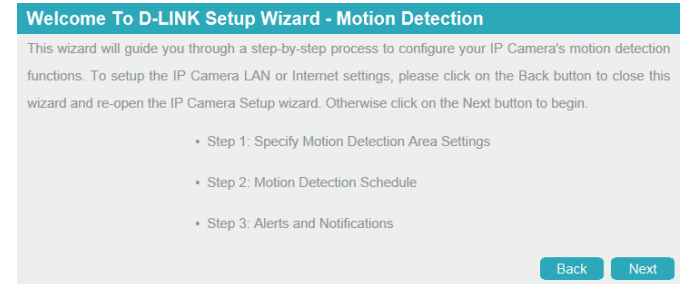 Welcome To D-LINK Setup Wizard - Motion Detection
This wizard will guide you through a step-by-step process to configure your IP Camera's motion detection
functions. To setup the IP Camera LAN or Internet settings, please click on the Back button to close this
wizard and re-open the IP Camera Setup wizard. Otherwise click on the Next button to begin.
• Step 1: Specify Motion Detection Area Settings
• Step 2: Motion Detection Schedule
• Step 3: Alerts and Notifications
Back Next